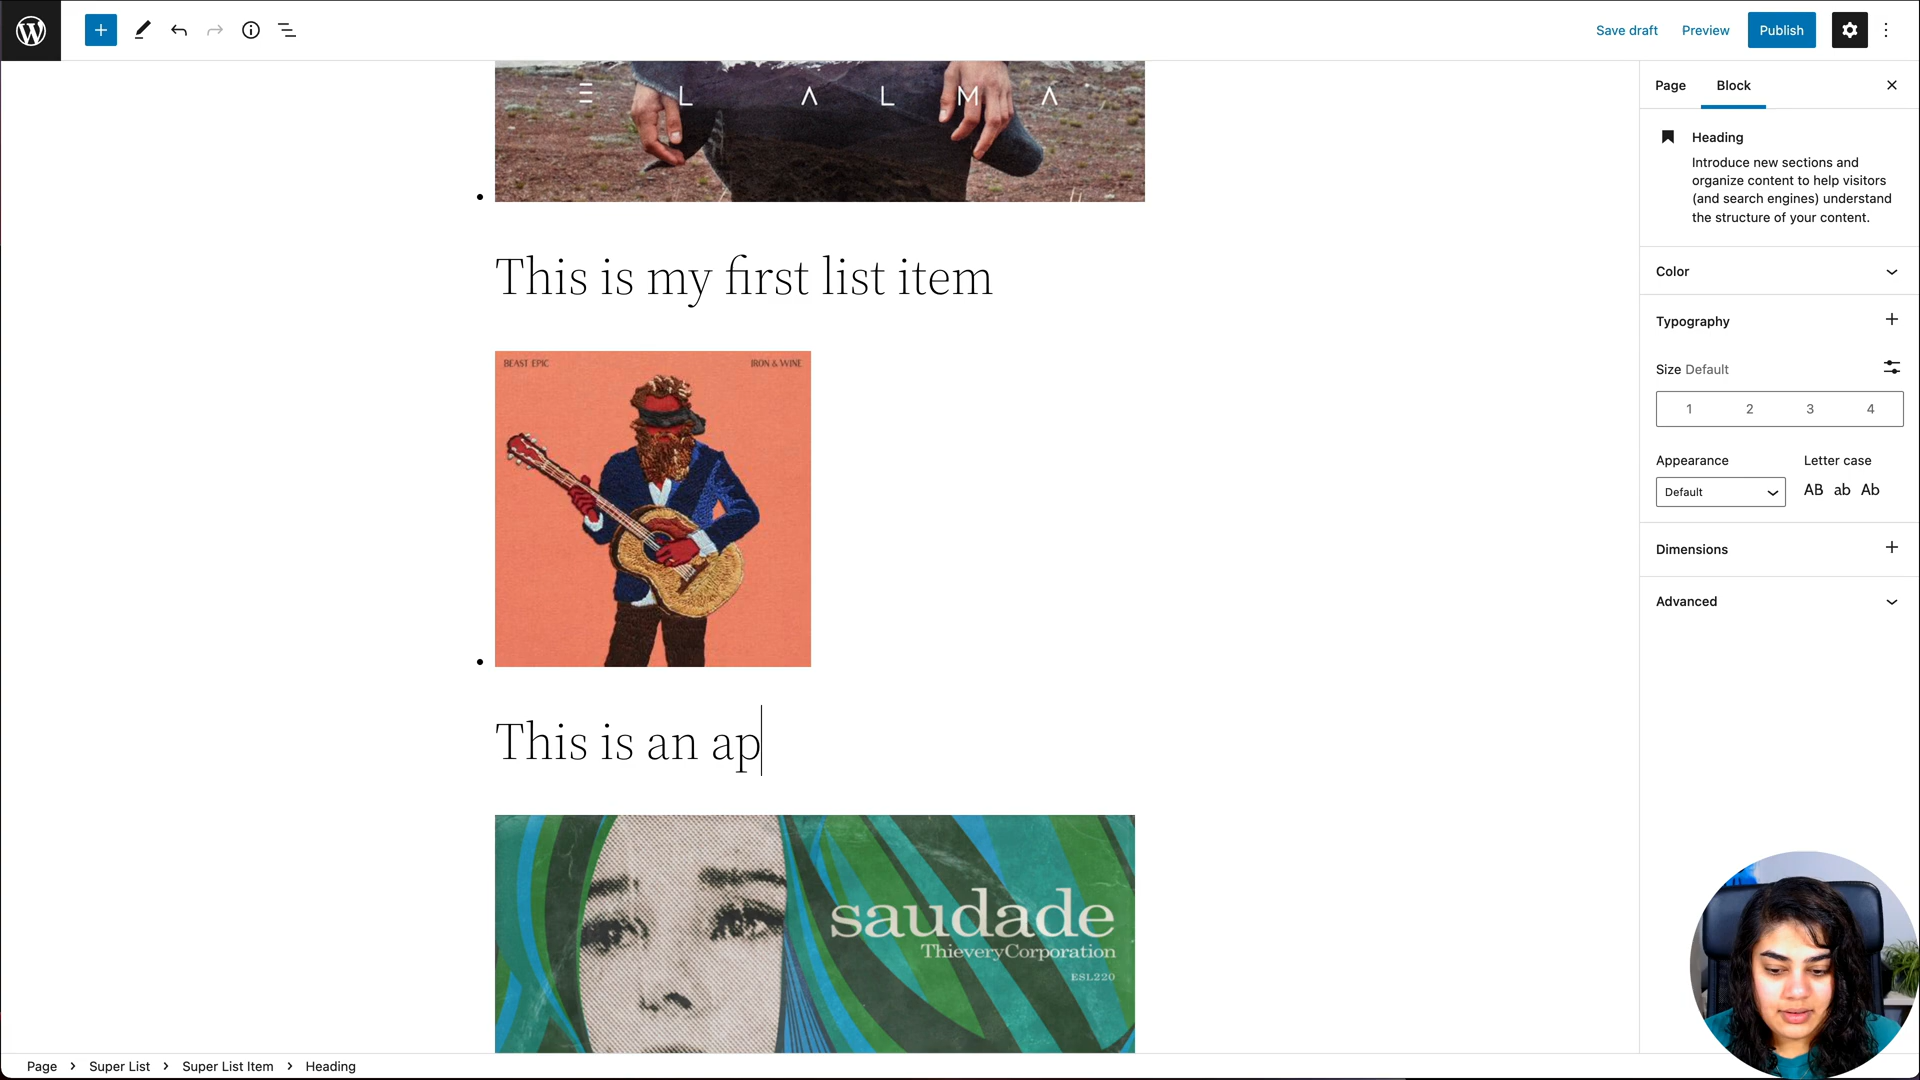 Save draft
Preview
Publish
Page
Block
E L A L M A
Heading
Introduce new sections and
organize content to help visitors
(and search engines) understand
the structure of your content.
This is my first list item
Color
Typography
Size Default
1 2 3 4
Appearance
Letter case
Default
AB ab Ab
Dimensions
Advanced
BEAST EPIC
IRON & WINE
This is an ap
saudade
ThieveryCorporation
ESL220
Page > Super List > Super List Item > Heading